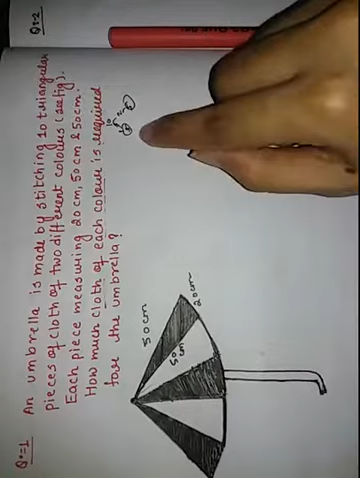 Q:-1 An umbrella is made by stitching 10 triangular
pieces of cloth of two different colours (see fig).
Each piece measuring 20 cm, 50 cm & 50 cm.
How much cloth of each colour is required
for the umbrella?
50 cm
50 cm
20 cm
Q:-2